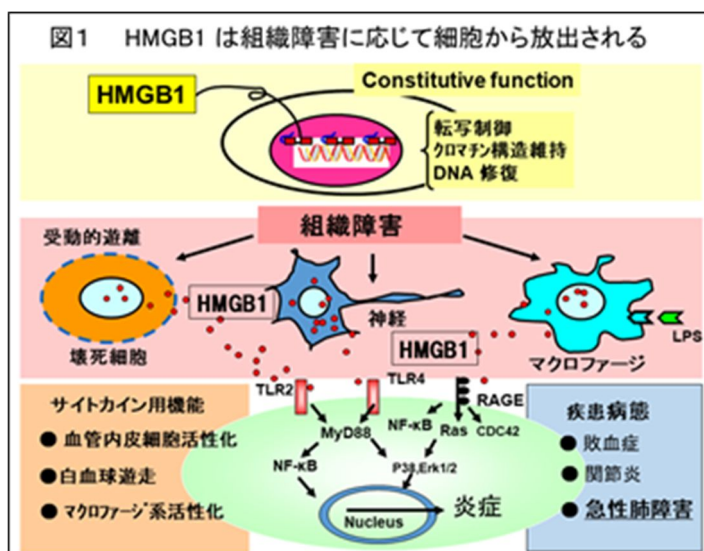 図1 HMGB1 は組織障害に応じて細胞から放出される
Constitutive function
HMGB1
転写制御
クロマチン構造維持
DNA 修復
組織障害
受動的遊離
HMGB1
神経
壊死細胞
HMGB1
マクロファージ
LPS
TLR2
TLR4
RAGE
サイトカイン用機能
● 血管内皮細胞活性化
● 白血球遊走
● マクロファージ系活性化
MyD88
NF-κB
Ras
CDC42
NF-κB
P38,Erk1/2
Nucleus
炎症
疾患病態
● 敗血症
● 関節炎
● 急性肺障害